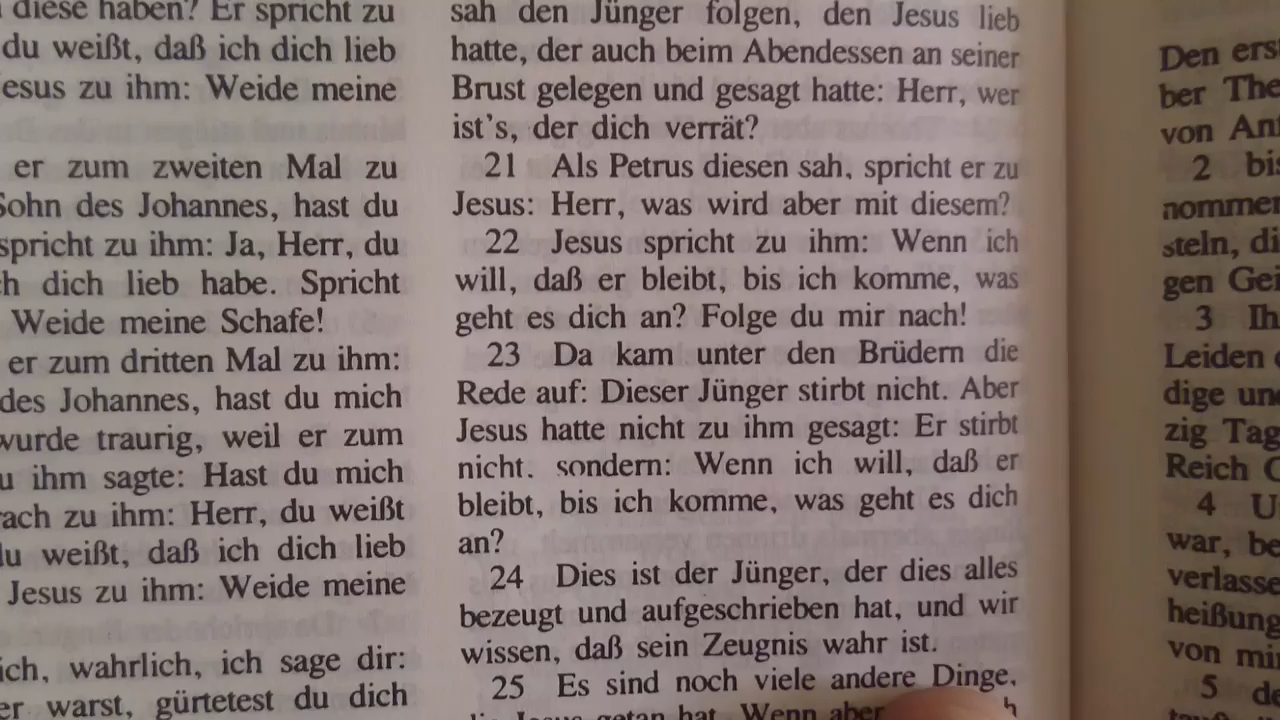 diese haben? Er spricht zu
du weißt, daß ich dich lieb
esus zu ihm: Weide meine
er zum zweiten Mal zu
Sohn des Johannes, hast du
spricht zu ihm: Ja, Herr, du
ch dich lieb habe. Spricht
Weide meine Schafe!
er zum dritten Mal zu ihm:
des Johannes, hast du mich
wurde traurig, weil er zum
u ihm sagte: Hast du mich
rach zu ihm: Herr, du weißt
du weißt, daß ich dich lieb
Jesus zu ihm: Weide meine
ich, wahrlich, ich sage dir:
er warst, gürtetest du dich
sah den Jünger folgen, den Jesus lieb
hatte, der auch beim Abendessen an seiner
Brust gelegen und gesagt hatte: Herr, wer
ist's, der dich verrät?
21 Als Petrus diesen sah, spricht er zu
Jesus: Herr, was wird aber mit diesem?
22 Jesus spricht zu ihm: Wenn ich
will, daß er bleibt, bis ich komme, was
geht es dich an? Folge du mir nach!
23 Da kam unter den Brüdern die
Rede auf: Dieser Jünger stirbt nicht. Aber
Jesus hatte nicht zu ihm gesagt: Er stirbt
nicht, sondern: Wenn ich will, daß er
bleibt, bis ich komme, was geht es dich
an?
24 Dies ist der Jünger, der dies alles
bezeugt und aufgeschrieben hat, und wir
wissen, daß sein Zeugnis wahr ist.
25 Es sind noch viele andere Dinge,
die Jesus getan hat. Wenn aber
Den ers
ber The
von An
2 bis
nommen
steln, di
gen Gei
3 Ih
Leiden
dige un
zig Tag
Reich G
4 U
war, be
verlasse
heißung
von mi
5 de